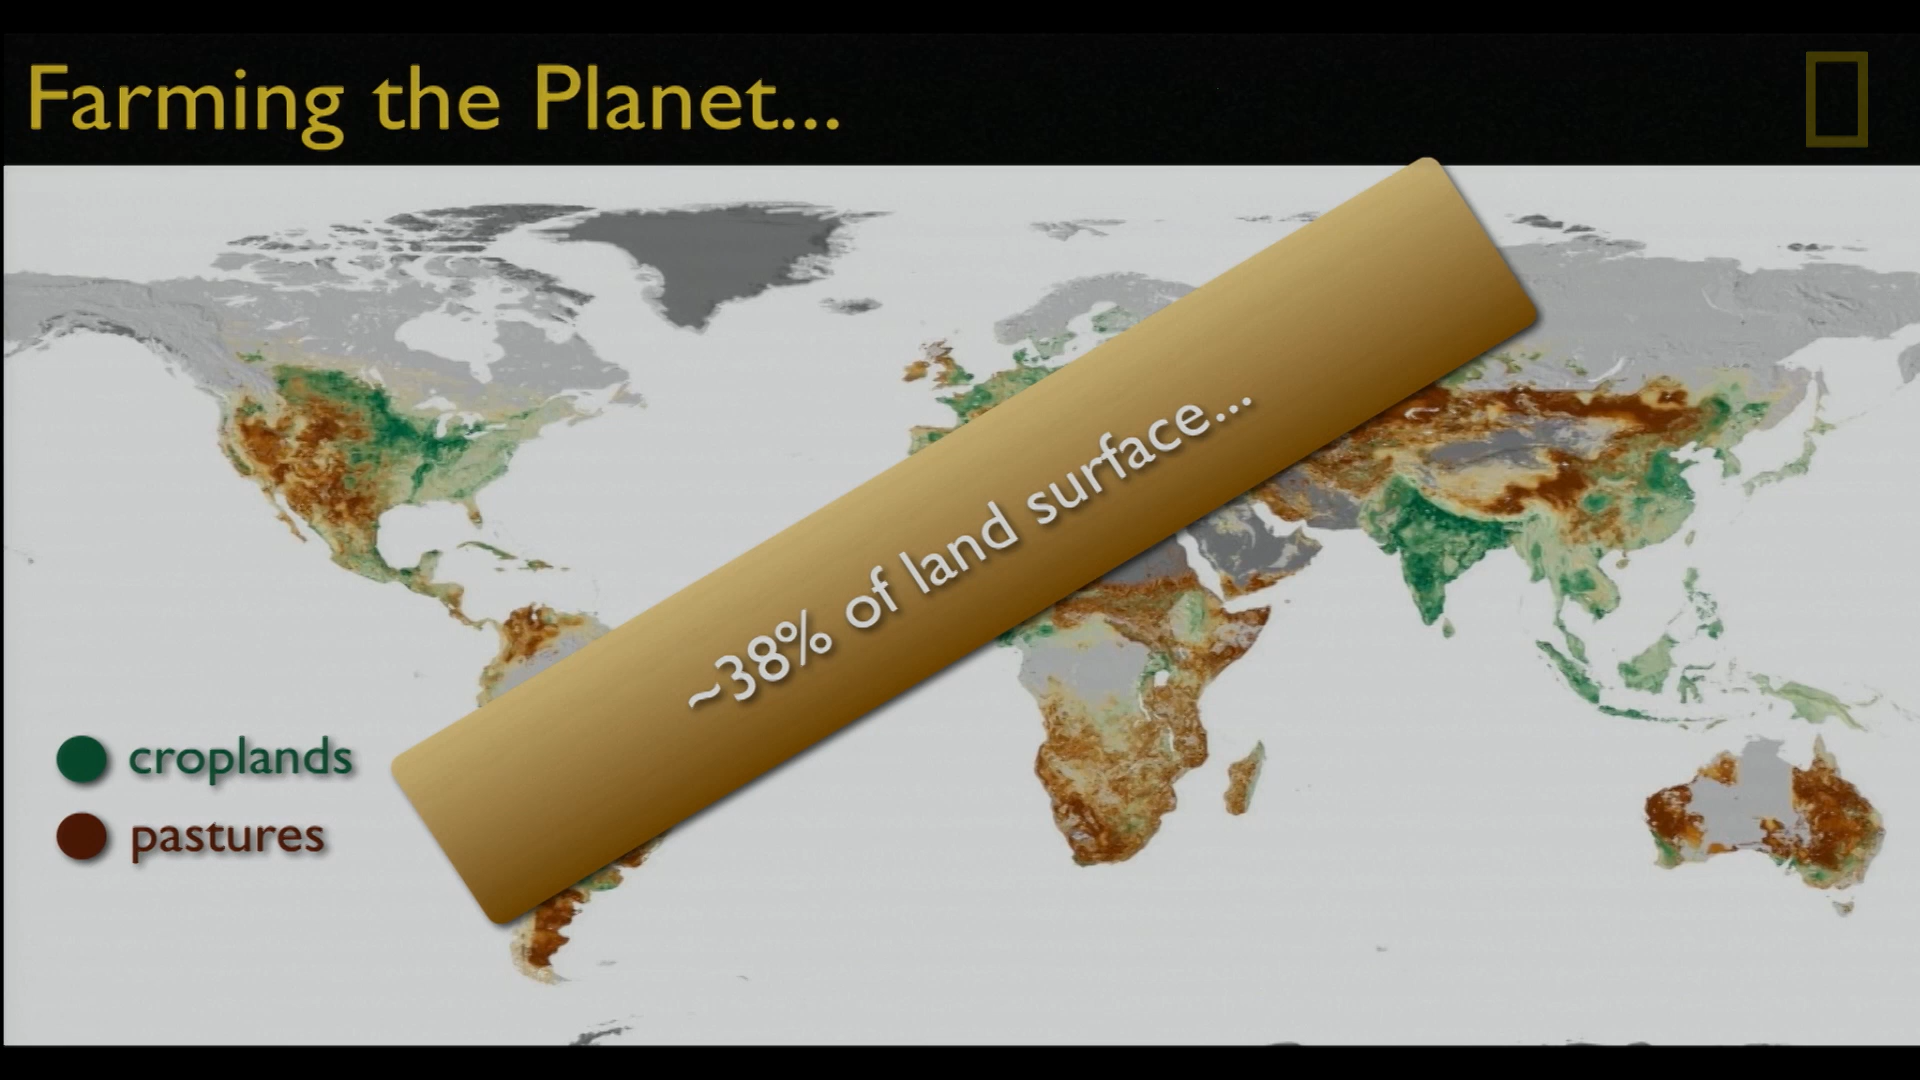 Farming the Planet...
~38% of land surface...
croplands
pastures